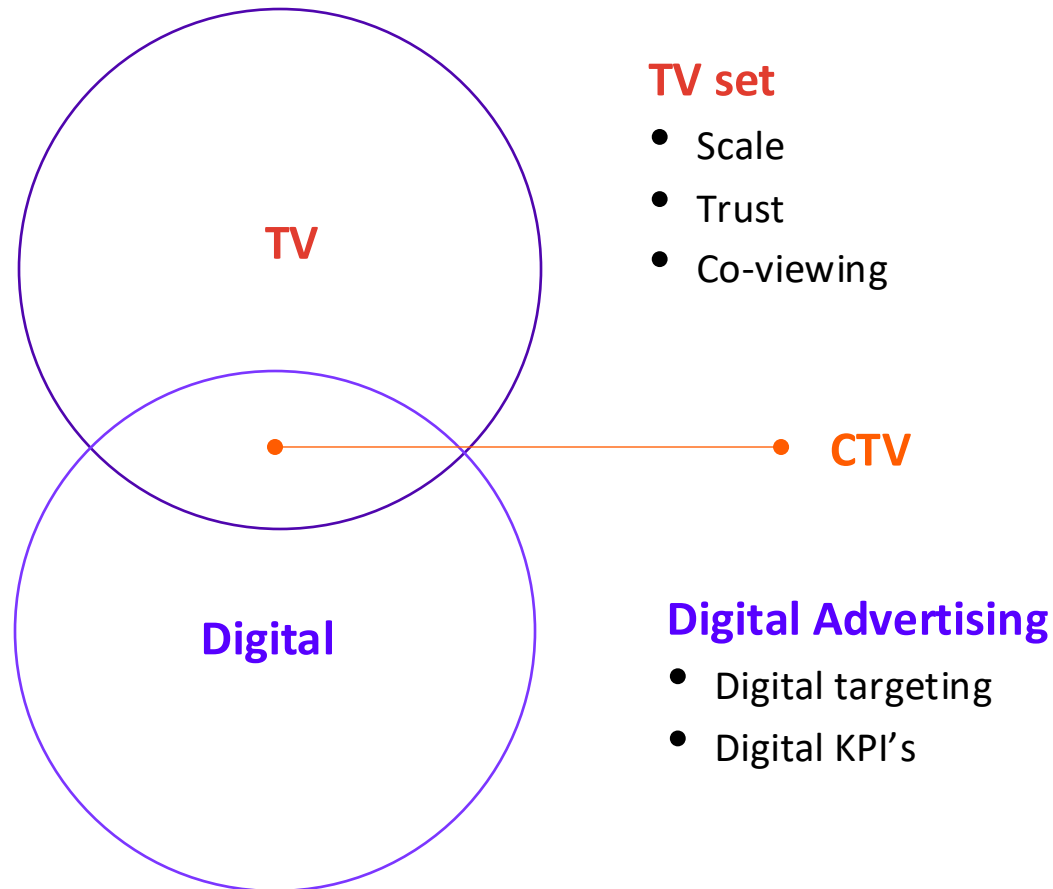 TV set
• Scale
• Trust
• Co-viewing
TV
CTV
Digital
Digital Advertising
• Digital targeting
• Digital KPI’s